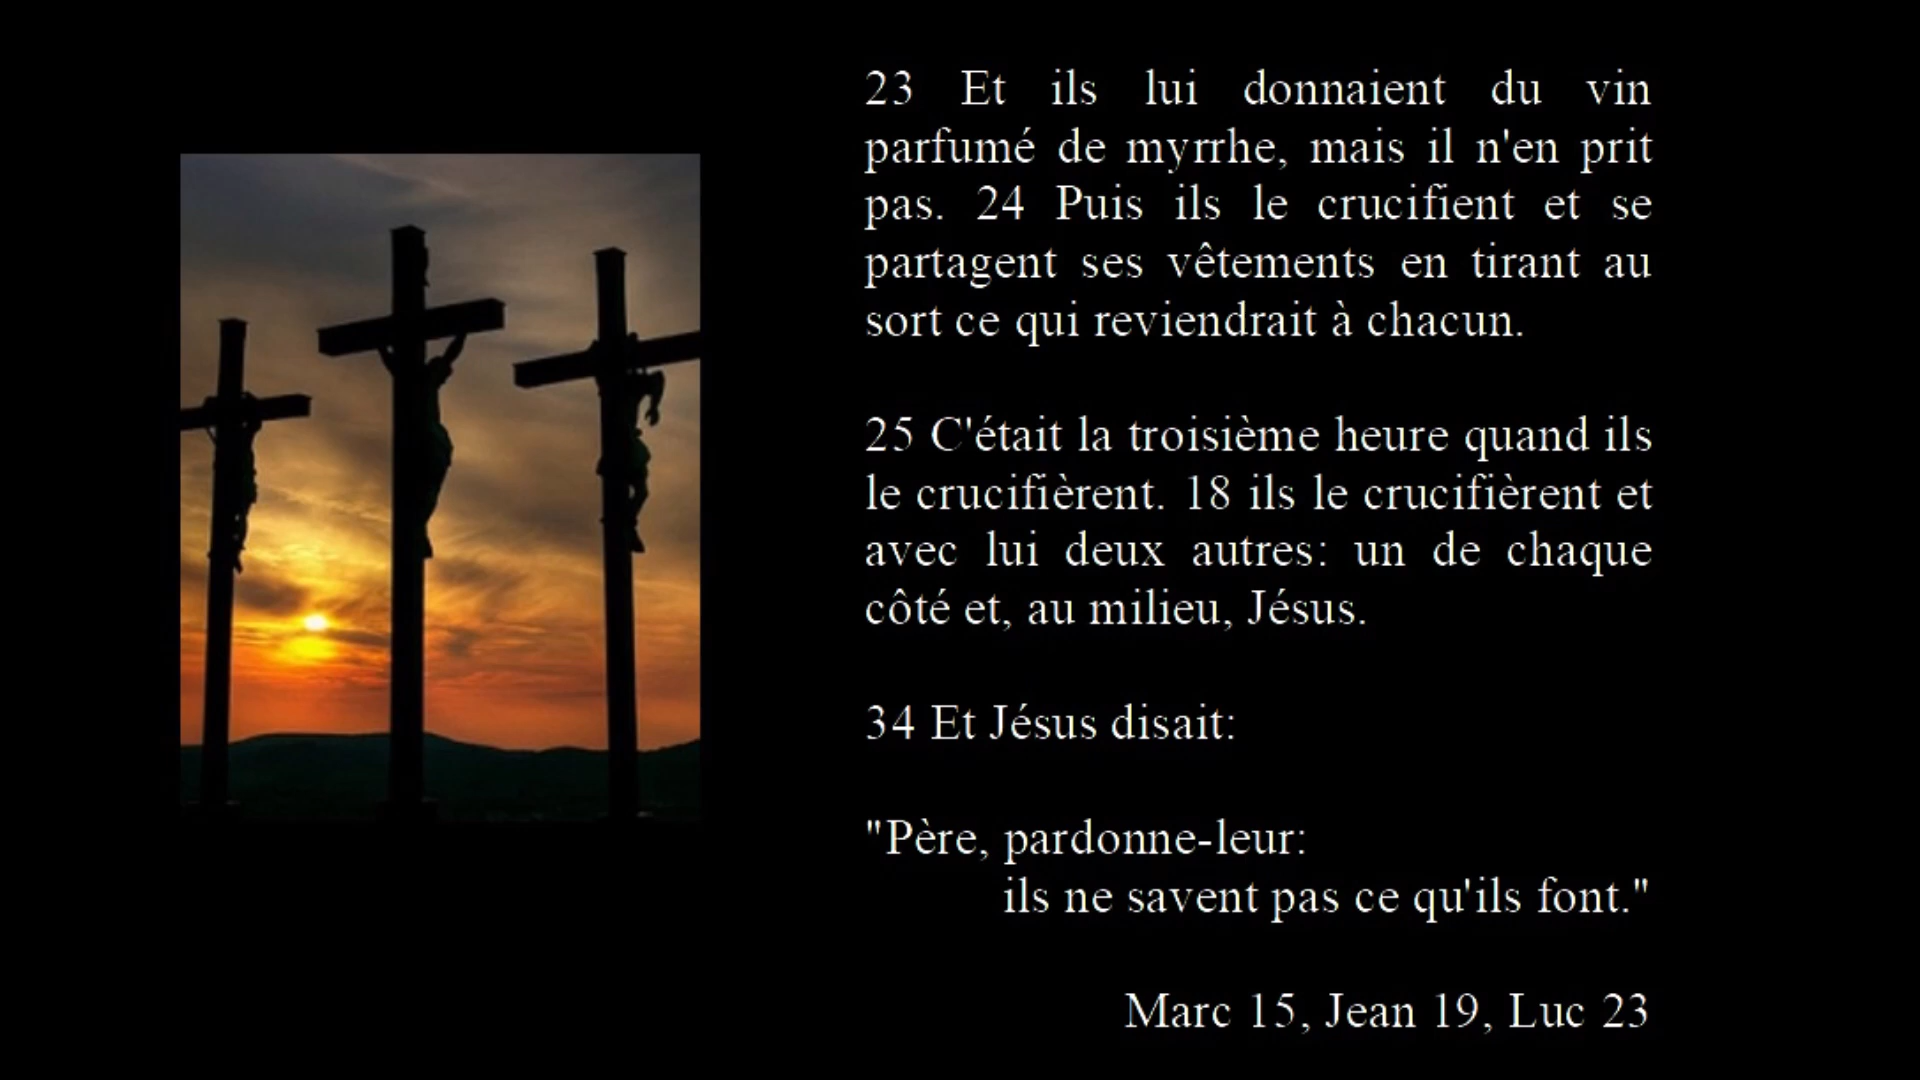 23 Et ils lui donnaient du vin
parfumé de myrrhe, mais il n'en prit
pas. 24 Puis ils le crucifient et se
partagent ses vêtements en tirant au
sort ce qui reviendrait à chacun.
25 C'était la troisième heure quand ils
le crucifièrent. 18 ils le crucifièrent et
avec lui deux autres: un de chaque
côté et, au milieu, Jésus.
34 Et Jésus disait:
"Père, pardonne-leur:
ils ne savent pas ce qu'ils font."
Marc 15, Jean 19, Luc 23